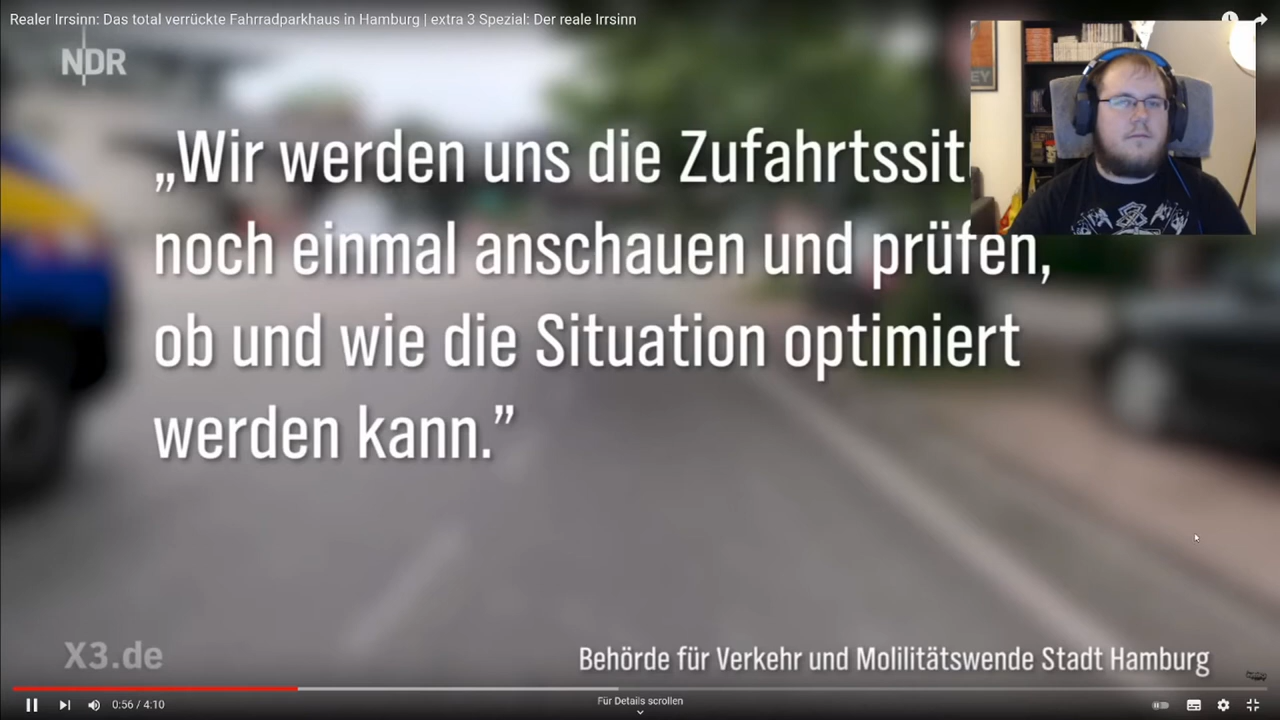 Realer Irrsinn: Das total verrückte Fahrradparkhaus in Hamburg | extra 3 Spezial: Der reale Irrsinn
NDR
EY
„Wir werden uns die Zufahrtssit
noch einmal anschauen und prüfen,
ob und wie die Situation optimiert
werden kann.”
X3.de
Behörde für Verkehr und Molilitätswende Stadt Hamburg
Für Details scrollen
0:56 / 4:10